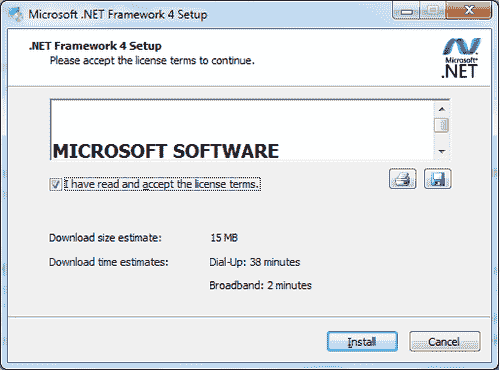 Microsoft .NET Framework 4 Setup
.NET Framework 4 Setup
Please accept the license terms to continue.
Microsoft®
.NET
MICROSOFT SOFTWARE
I have read and accept the license terms.
Download size estimate: 15 MB
Download time estimates: Dial-Up: 38 minutes
Broadband: 2 minutes
Install Cancel